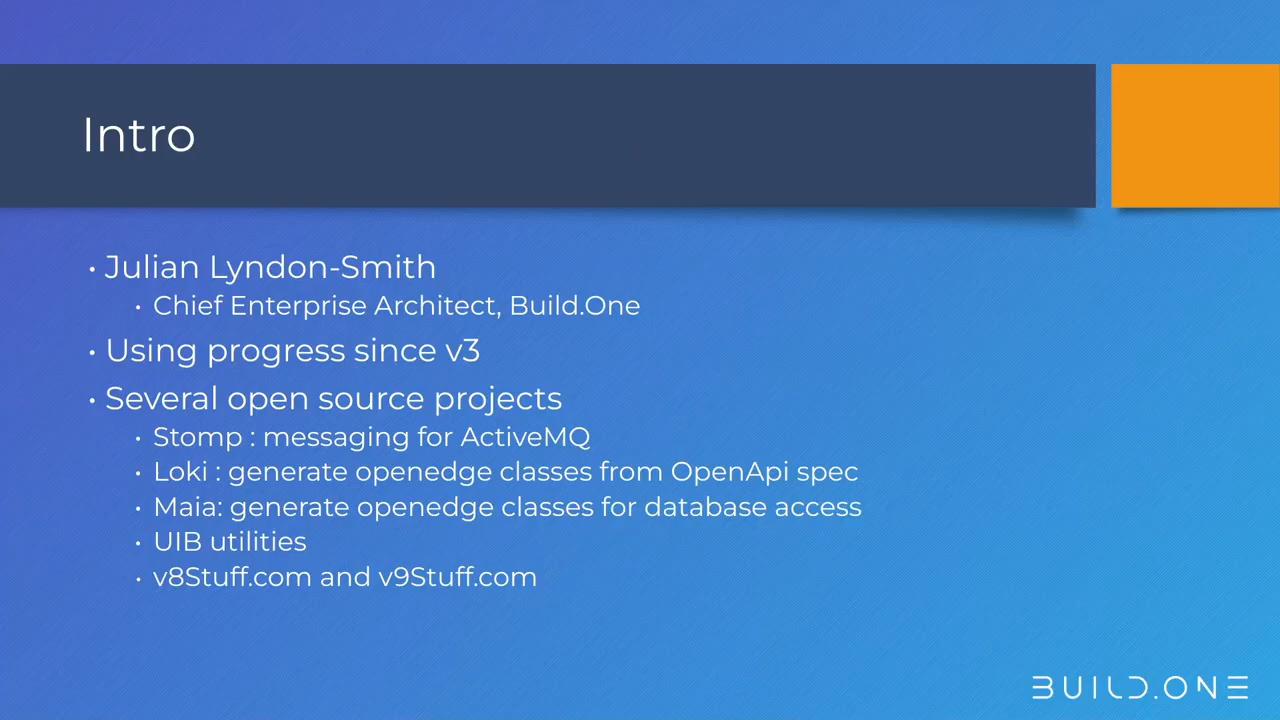 Intro
• Julian Lyndon-Smith
• Chief Enterprise Architect, Build.One
• Using progress since v3
• Several open source projects
• Stomp : messaging for ActiveMQ
• Loki : generate openedge classes from OpenApi spec
• Maia: generate openedge classes for database access
• UIB utilities
• v8Stuff.com and v9Stuff.com
BUILD.ONE